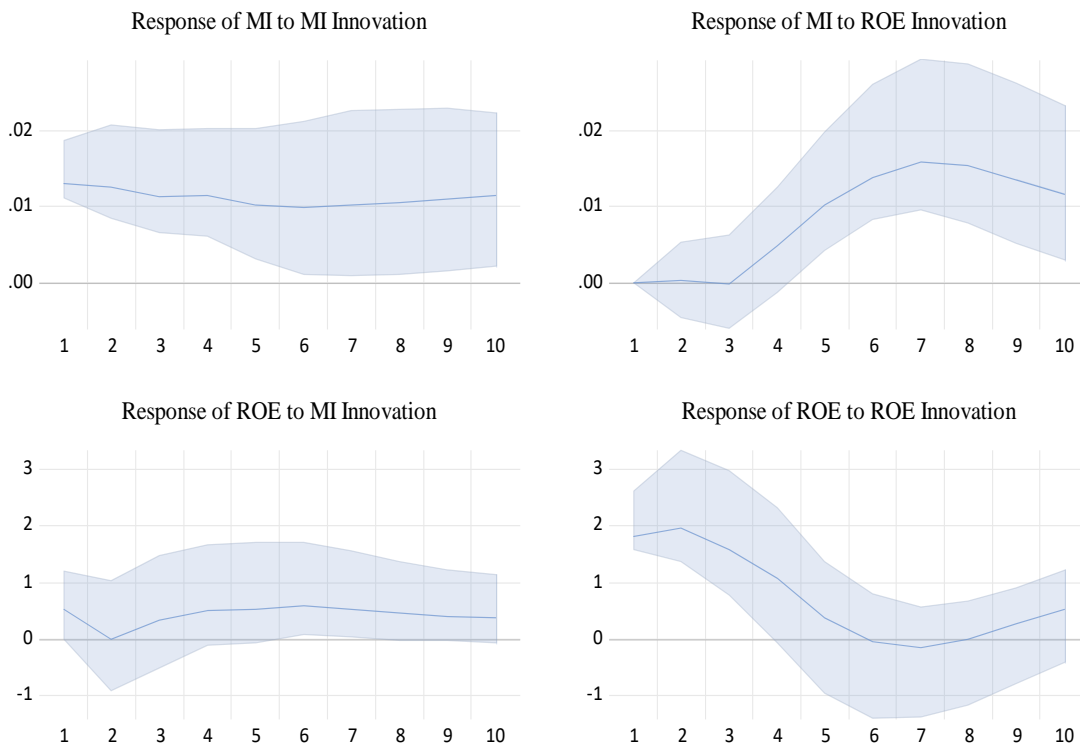 Response of MI to MI Innovation
.02
.01
.00
1 2 3 4 5 6 7 8 9 10
Response of MI to ROE Innovation
.02
.01
.00
1 2 3 4 5 6 7 8 9 10
Response of ROE to MI Innovation
3
2
1
0
-1
1 2 3 4 5 6 7 8 9 10
Response of ROE to ROE Innovation
3
2
1
0
-1
1 2 3 4 5 6 7 8 9 10